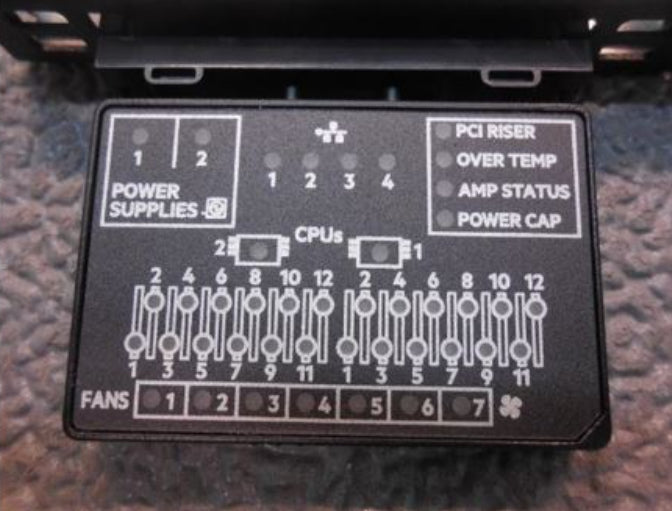 1 2
POWER
SUPPLIES
1 2 3 4
PCI RISER
OVER TEMP
AMP STATUS
POWER CAP
CPUs
2 1
2 4 6 8 10 12 2 4 6 8 10 12
1 3 5 7 9 11 1 3 5 7 9 11
FANS 1 2 3 4 5 6 7